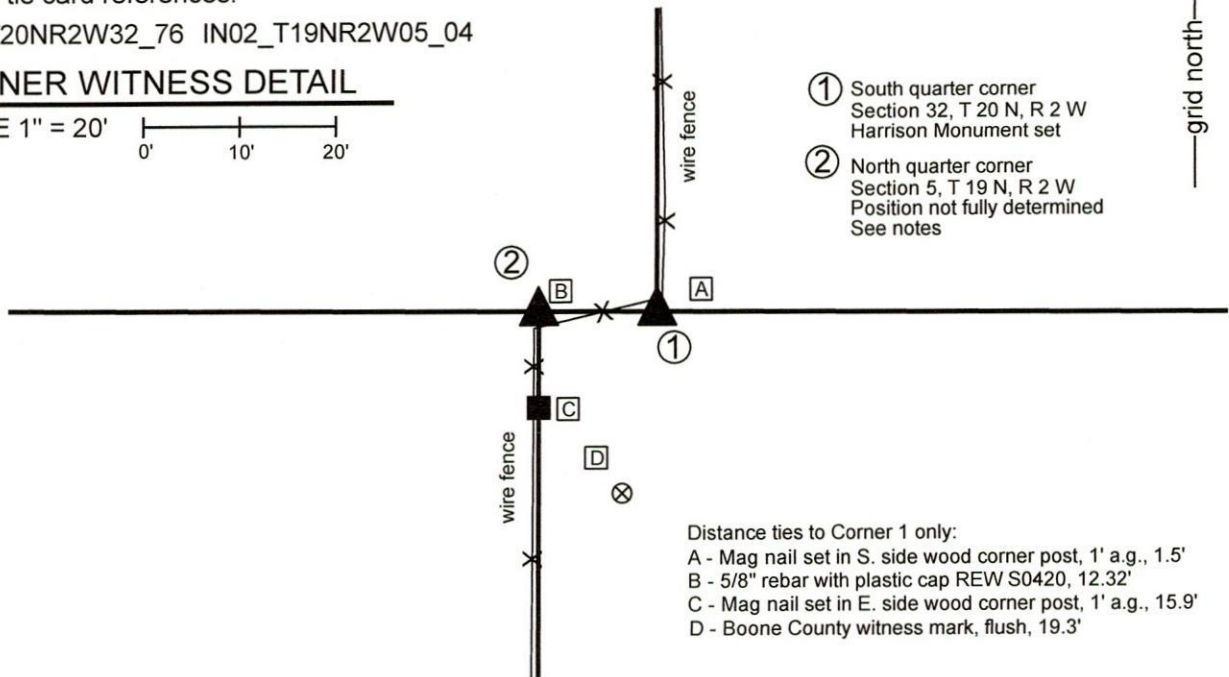 tie card references:
20NR2W32_76 IN02_T19NR2W05_04
NER WITNESS DETAIL
E 1" = 20'
0' 10' 20'
wire fence
1 South quarter corner
Section 32, T 20 N, R 2 W
Harrison Monument set
2 North quarter corner
Section 5, T 19 N, R 2 W
Position not fully determined
See notes
grid north
2
B
A
1
C
D
wire fence
Distance ties to Corner 1 only:
A - Mag nail set in S. side wood corner post, 1' a.g., 1.5'
B - 5/8" rebar with plastic cap REW S0420, 12.32'
C - Mag nail set in E. side wood corner post, 1' a.g., 15.9'
D - Boone County witness mark, flush, 19.3'